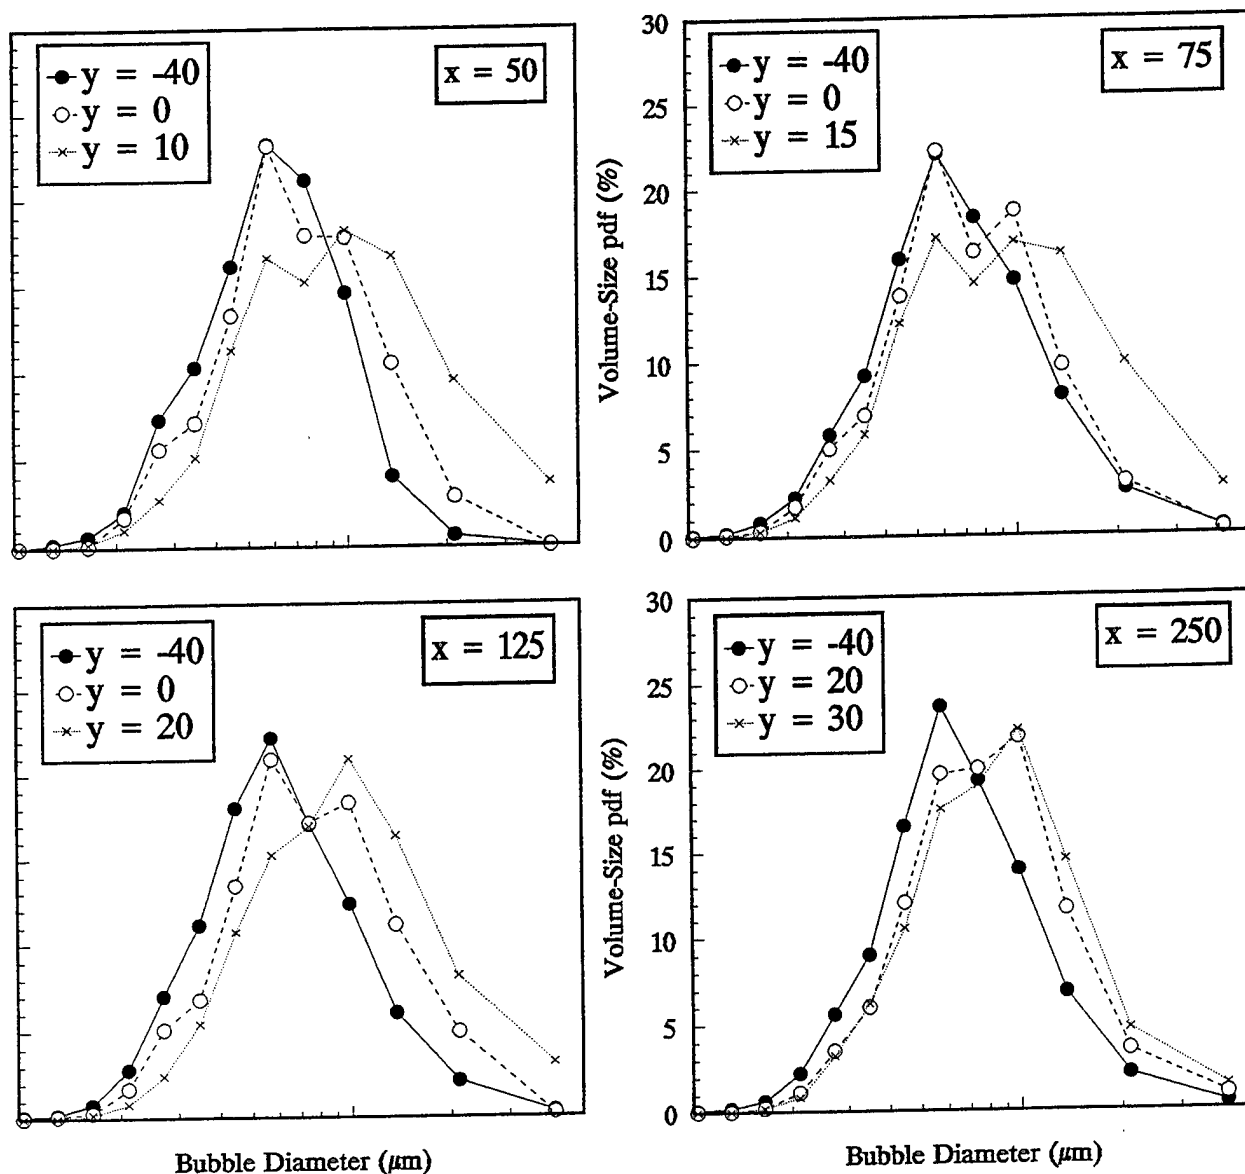 y = -40
y = 0
y = 10
x = 50
30
25
20
15
10
5
0
Volume-Size pdf (%)
y = -40
y = 0
y = 15
x = 75
y = -40
y = 0
y = 20
x = 125
Bubble Diameter (μm)
30
25
20
15
10
5
0
Volume-Size pdf (%)
y = -40
y = 20
y = 30
x = 250
Bubble Diameter (μm)